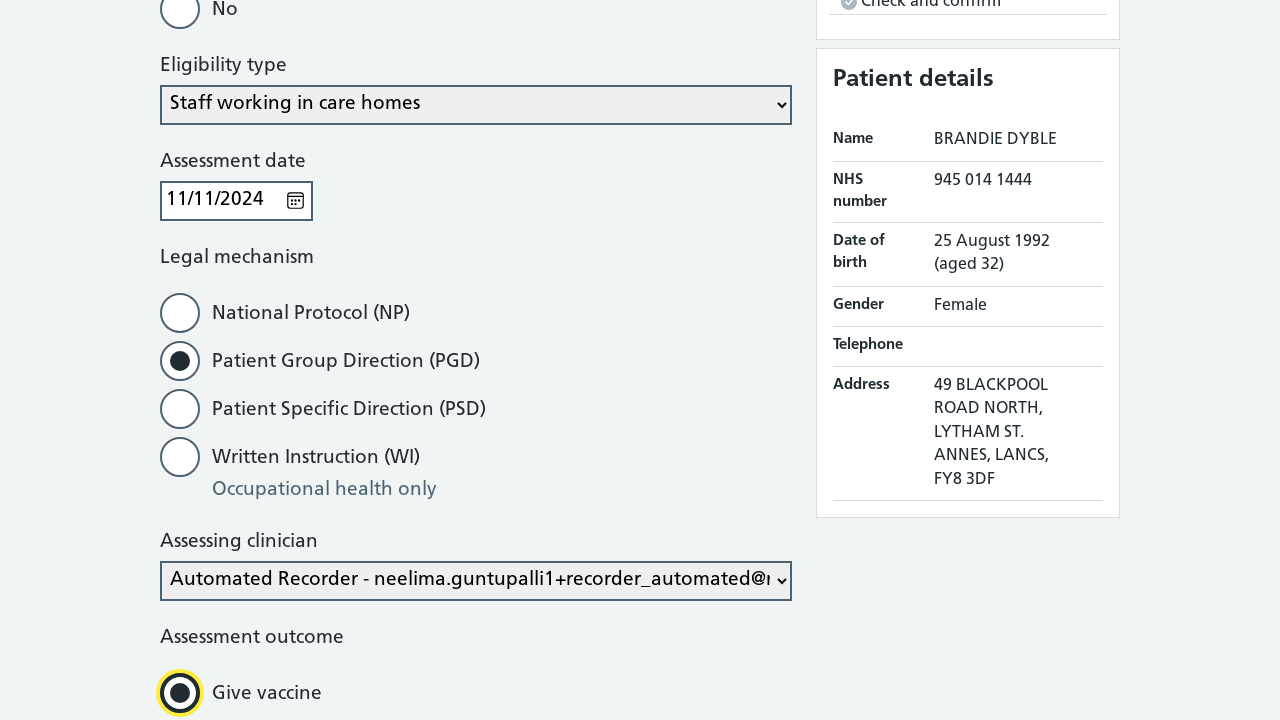 No
Eligibility type
Staff working in care homes
Assessment date
11/11/2024
Legal mechanism
National Protocol (NP)
Patient Group Direction (PGD)
Patient Specific Direction (PSD)
Written Instruction (WI)
Occupational health only
Assessing clinician
Automated Recorder - neelima.guntupalli1+recorder_automated@
Assessment outcome
Give vaccine
Check and confirm
Patient details
Name BRANDIE DYBLE
NHS number 945 014 1444
Date of birth 25 August 1992
(aged 32)
Gender Female
Telephone
Address 49 BLACKPOOL
ROAD NORTH,
LYTHAM ST.
ANNES, LANCS,
FY8 3DF